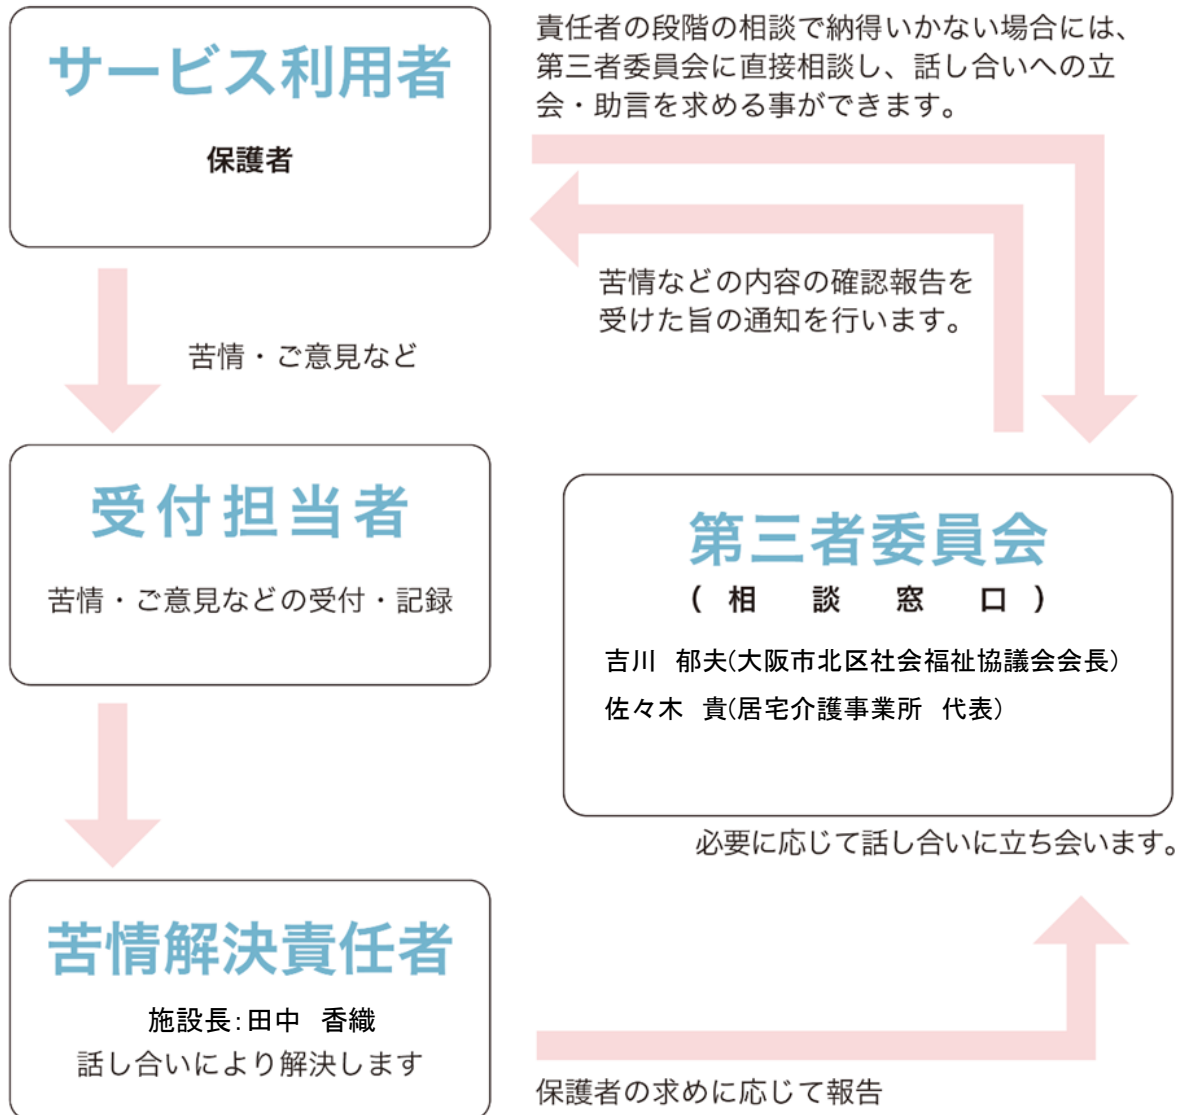 サービス利用者
保護者
責任者の段階の相談で納得いかない場合には、
第三者委員会に直接相談し、話し合いへの立
会・助言を求める事ができます。
苦情などの内容の確認報告を
受けた旨の通知を行います。
苦情・ご意見など
受付担当者
苦情・ご意見などの受付・記録
第三者委員会
(相 談 窓 口)
吉川 郁夫(大阪市北区社会福祉協議会会長)
佐々木 貴(居宅介護事業所 代表)
必要に応じて話し合いに立ち会います。
苦情解決責任者
施設長:田中 香織
話し合いにより解決します
保護者の求めに応じて報告